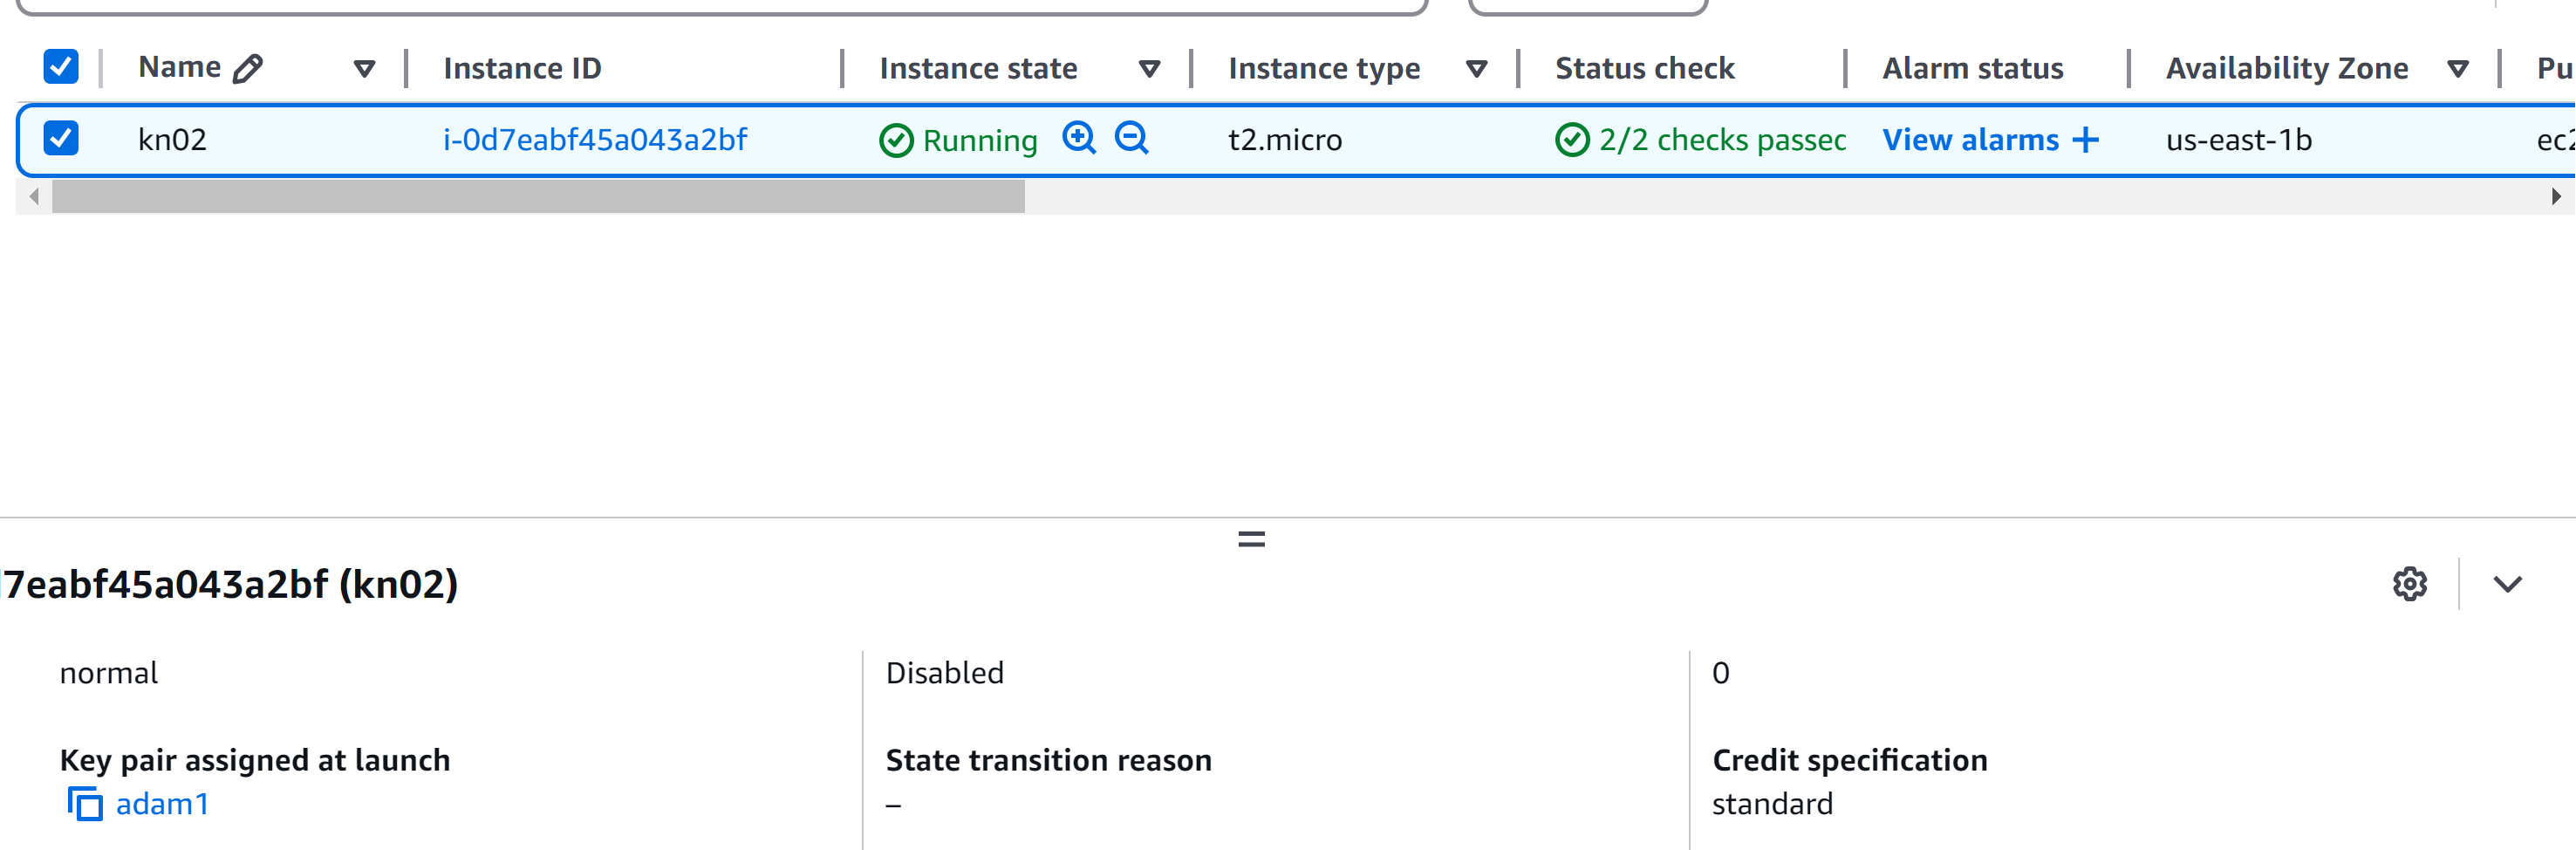 Name Instance ID Instance state Instance type Status check Alarm status Availability Zone Pu
kn02 i-0d7eabf45a043a2bf Running t2.micro 2/2 checks passec View alarms + us-east-1b ec2
7eabf45a043a2bf (kn02)
normal Disabled 0
Key pair assigned at launch State transition reason Credit specification
adam1 – standard